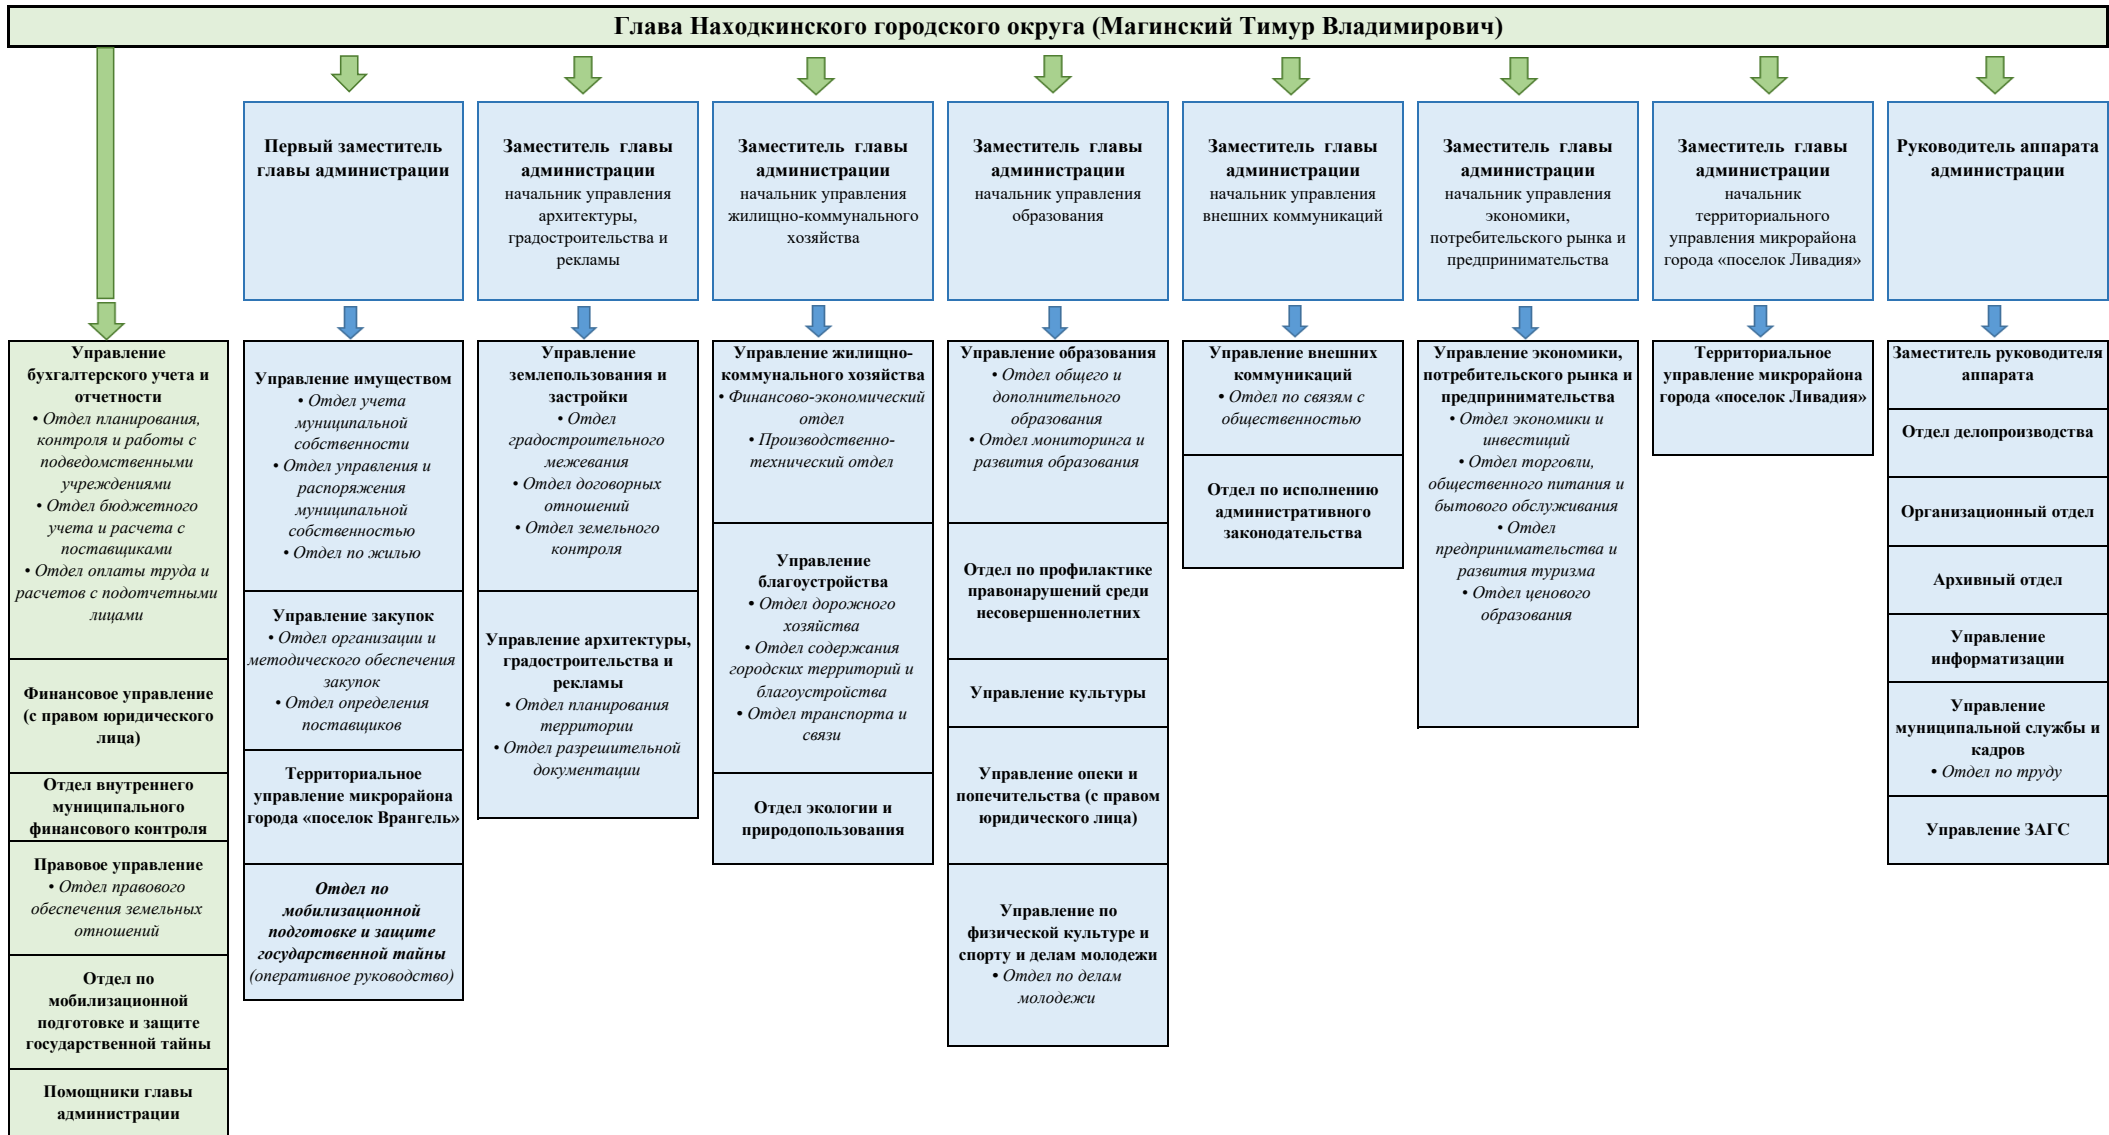 Глава Находкинского городского округа (Магинский Тимур Владимирович)
Первый заместитель
главы администрации
Заместитель главы
администрации
начальник управления
архитектуры,
градостроительства и
рекламы
Заместитель главы
администрации
начальник управления
жилищно-коммунального
хозяйства
Заместитель главы
администрации
начальник управления
образования
Заместитель главы
администрации
начальник управления
внешних коммуникаций
Заместитель главы
администрации
начальник управления
экономики,
потребительского рынка и
предпринимательства
Заместитель главы
администрации
начальник
территориального
управления микрорайона
города «поселок Ливадия»
Руководитель аппарата
администрации
Управление
бухгалтерского учета и
отчетности
• Отдел планирования,
контроля и работы с
подведомственными
учреждениями
• Отдел бюджетного
учета и расчета с
поставщиками
• Отдел оплаты труда и
расчетов с подотчетными
лицами
Финансовое управление
(с правом юридического
лица)
Отдел внутреннего
муниципального
финансового контроля
Правовое управление
• Отдел правового
обеспечения земельных
отношений
Отдел по
мобилизационной
подготовке и защите
государственной тайны
Помощники главы
администрации
Управление имуществом
• Отдел учета
муниципальной
собственности
• Отдел управления и
распоряжения
муниципальной
собственностью
• Отдел по жилью
Управление закупок
• Отдел организации и
методического обеспечения
закупок
• Отдел определения
поставщиков
Территориальное
управление микрорайона
города «поселок Врангель»
Отдел по
мобилизационной
подготовке и защите
государственной тайны
(оперативное руководство)
Управление
землепользования и
застройки
• Отдел
градостроительного
межевания
• Отдел договорных
отношений
• Отдел земельного
контроля
Управление архитектуры,
градостроительства и
рекламы
• Отдел планирования
территории
• Отдел разрешительной
документации
Управление жилищно-
коммунального хозяйства
• Финансово-экономический
отдел
• Производственно-
технический отдел
Управление
благоустройства
• Отдел дорожного
хозяйства
• Отдел содержания
городских территорий и
благоустройства
• Отдел транспорта и
связи
Отдел экологии и
природопользования
Управление образования
• Отдел общего и
дополнительного
образования
• Отдел мониторинга и
развития образования
Отдел по профилактике
правонарушений среди
несовершеннолетних
Управление культуры
Управление опеки и
попечительства (с правом
юридического лица)
Управление по
физической культуре и
спорту и делам молодежи
• Отдел по делам
молодежи
Управление внешних
коммуникаций
• Отдел по связям с
общественностью
Отдел по исполнению
административного
законодательства
Управление экономики,
потребительского рынка и
предпринимательства
• Отдел экономики и
инвестиций
• Отдел торговли,
общественного питания и
бытового обслуживания
• Отдел
предпринимательства и
развития туризма
• Отдел ценового
образования
Территориальное
управление микрорайона
города «поселок Ливадия»
Заместитель руководителя
аппарата
Отдел делопроизводства
Организационный отдел
Архивный отдел
Управление
информатизации
Управление
муниципальной службы и
кадров
• Отдел по труду
Управление ЗАГС